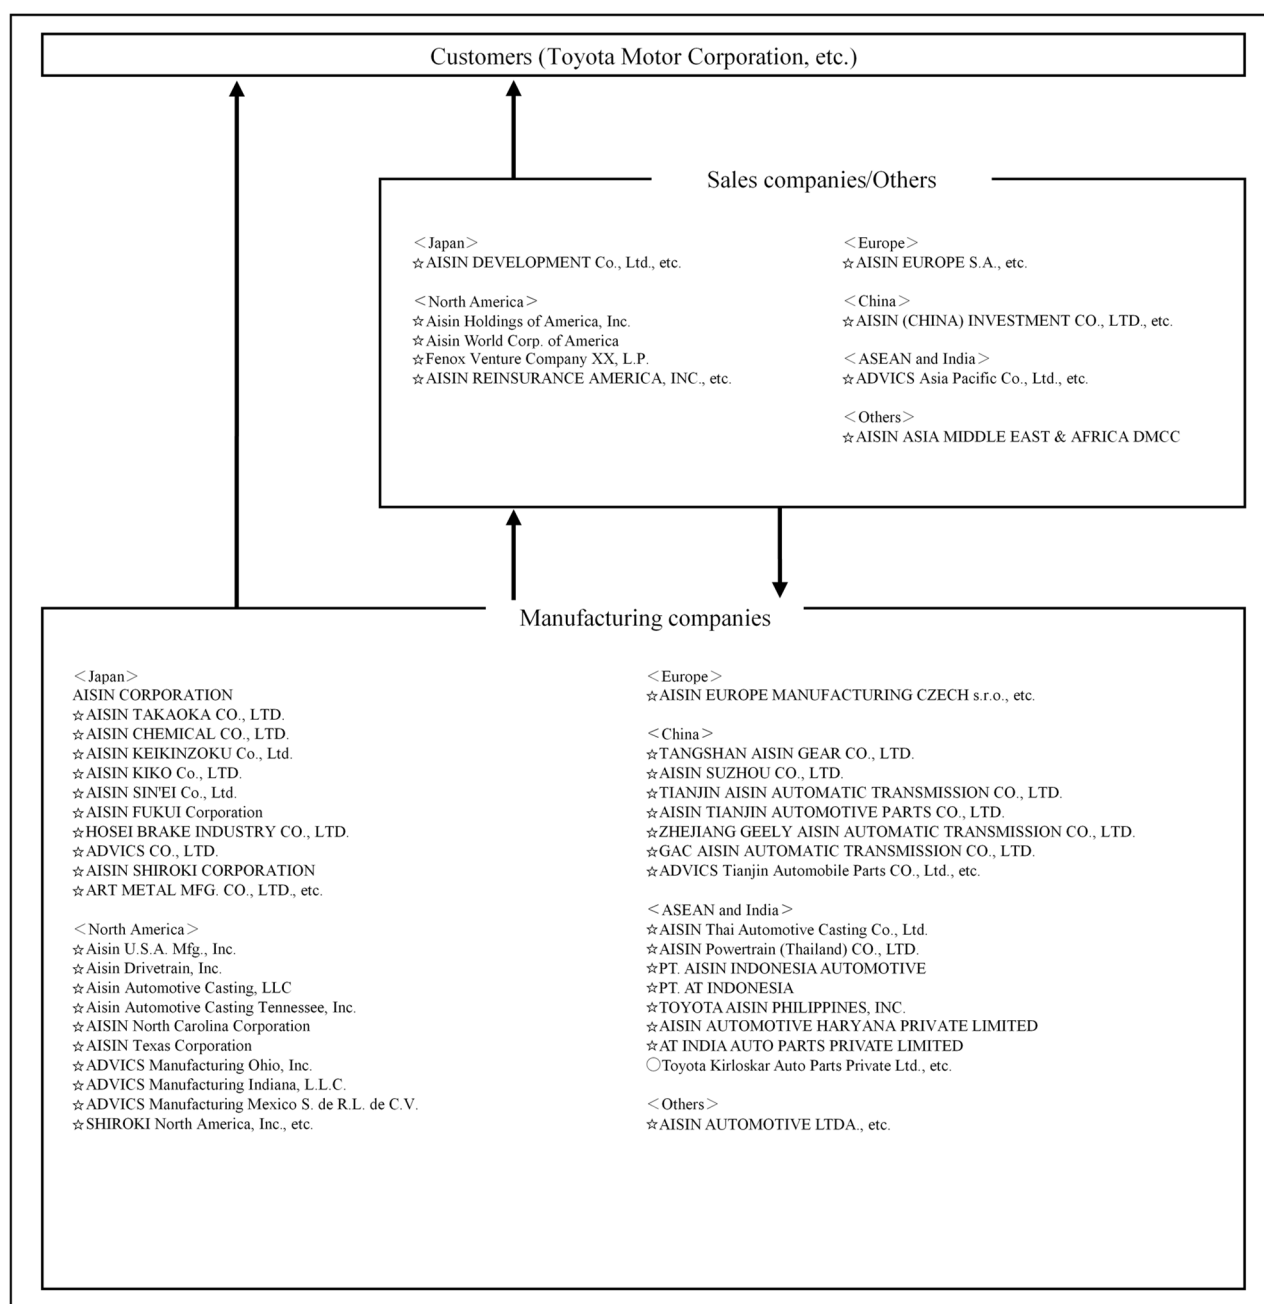 Customers (Toyota Motor Corporation, etc.)
Sales companies/Others
＜Japan＞
☆AISIN DEVELOPMENT Co., Ltd., etc.
＜North America＞
☆Aisin Holdings of America, Inc.
☆Aisin World Corp. of America
☆Fenox Venture Company XX, L.P.
☆AISIN REINSURANCE AMERICA, INC., etc.
＜Europe＞
☆AISIN EUROPE S.A., etc.
＜China＞
☆AISIN (CHINA) INVESTMENT CO., LTD., etc.
＜ASEAN and India＞
☆ADVICS Asia Pacific Co., Ltd., etc.
＜Others＞
☆AISIN ASIA MIDDLE EAST & AFRICA DMCC
Manufacturing companies
＜Japan＞
AISIN CORPORATION
☆AISIN TAKAOKA CO., LTD.
☆AISIN CHEMICAL CO., LTD.
☆AISIN KEIKINZOKU Co., Ltd.
☆AISIN KIKO Co., LTD.
☆AISIN SIN'EI Co., Ltd.
☆AISIN FUKUI Corporation
☆HOSEI BRAKE INDUSTRY CO., LTD.
☆ADVICS CO., LTD.
☆AISIN SHIROKI CORPORATION
☆ART METAL MFG. CO., LTD., etc.
＜North America＞
☆Aisin U.S.A. Mfg., Inc.
☆Aisin Drivetrain, Inc.
☆Aisin Automotive Casting, LLC
☆Aisin Automotive Casting Tennessee, Inc.
☆AISIN North Carolina Corporation
☆AISIN Texas Corporation
☆ADVICS Manufacturing Ohio, Inc.
☆ADVICS Manufacturing Indiana, L.L.C.
☆ADVICS Manufacturing Mexico S. de R.L. de C.V.
☆SHIROKI North America, Inc., etc.
＜Europe＞
☆AISIN EUROPE MANUFACTURING CZECH s.r.o., etc.
＜China＞
☆TANGSHAN AISIN GEAR CO., LTD.
☆AISIN SUZHOU CO., LTD.
☆TIANJIN AISIN AUTOMATIC TRANSMISSION CO., LTD.
☆AISIN TIANJIN AUTOMOTIVE PARTS CO., LTD.
☆ZHEJIANG GEELY AISIN AUTOMATIC TRANSMISSION CO., LTD.
☆GAC AISIN AUTOMATIC TRANSMISSION CO., LTD.
☆ADVICS Tianjin Automobile Parts CO., Ltd., etc.
＜ASEAN and India＞
☆AISIN Thai Automotive Casting Co., Ltd.
☆AISIN Powertrain (Thailand) CO., LTD.
☆PT. AISIN INDONESIA AUTOMOTIVE
☆PT. AT INDONESIA
☆TOYOTA AISIN PHILIPPINES, INC.
☆AISIN AUTOMOTIVE HARYANA PRIVATE LIMITED
☆AT INDIA AUTO PARTS PRIVATE LIMITED
○Toyota Kirloskar Auto Parts Private Ltd., etc.
＜Others＞
☆AISIN AUTOMOTIVE LTDA., etc.